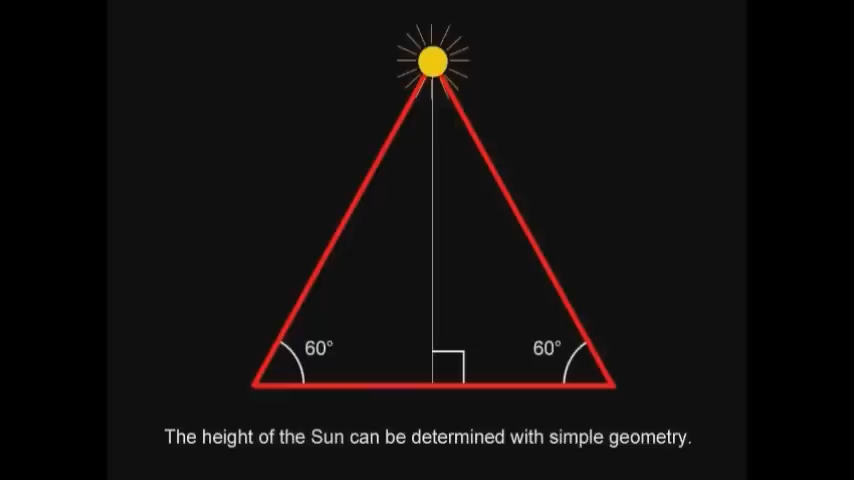 60° 60°
The height of the Sun can be determined with simple geometry.